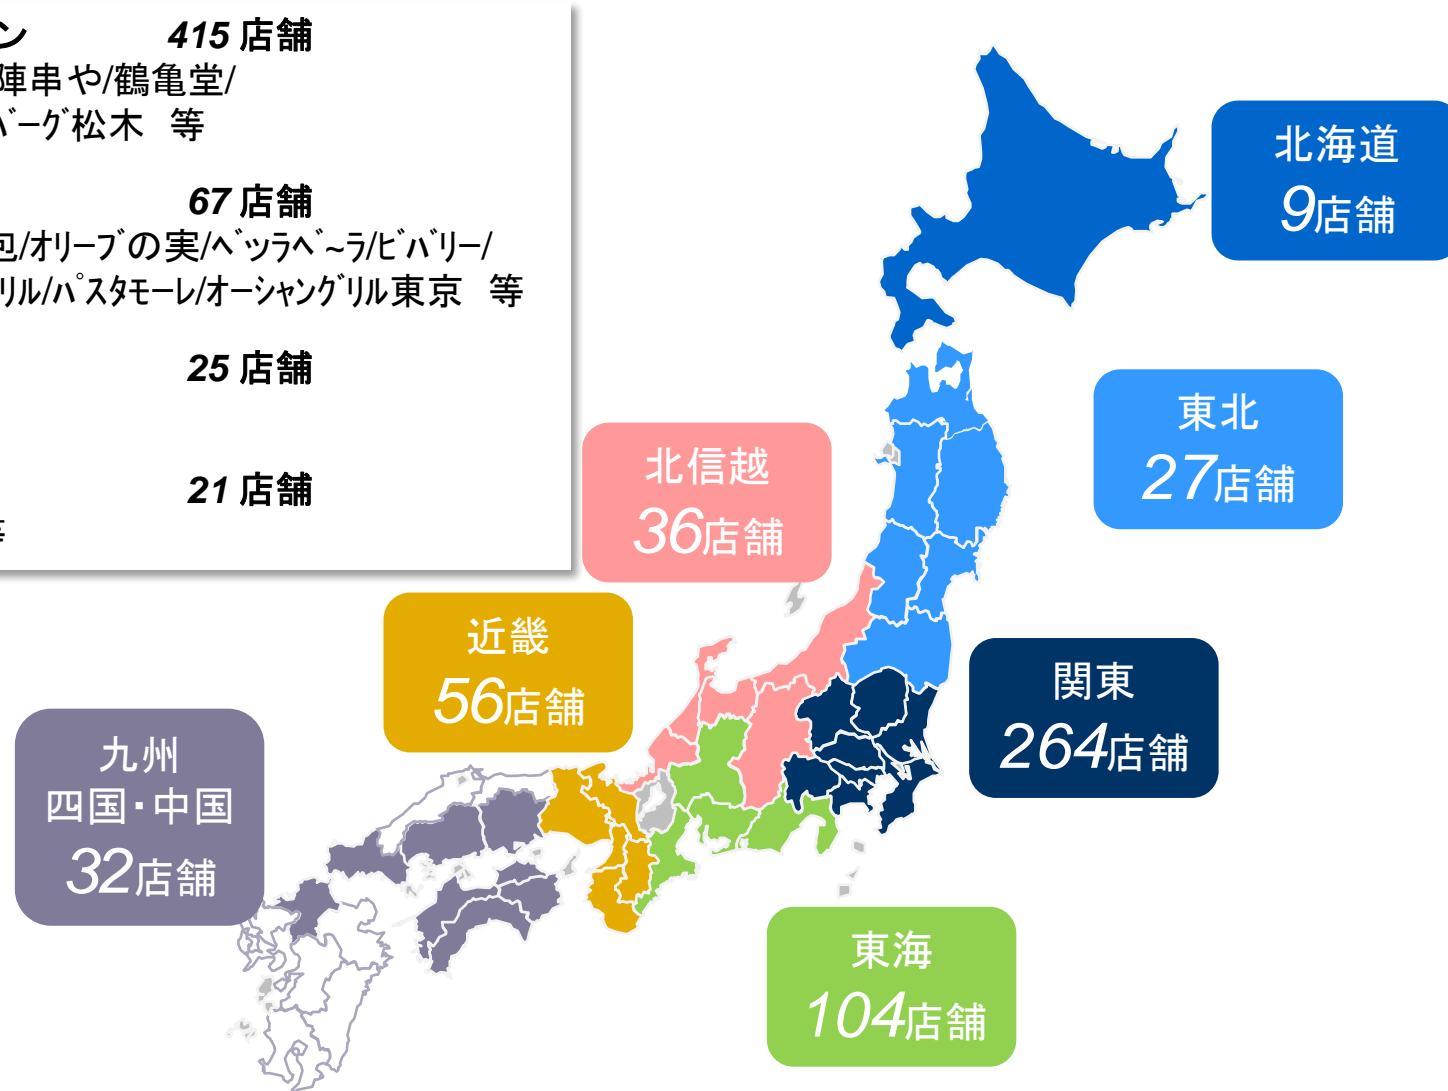 ン 415 店舗
陣串や/鶴亀堂/
ﾊﾞｰｸﾞ松木 等
67 店舗
包/ｵﾘｰﾌﾞの実/ﾍﾞｯﾗﾍﾞ~ﾗ/ﾋﾞﾊﾞﾘｰ/
ﾘﾙ/ﾊﾟｽﾀﾓｰﾚ/ｵｰｼｬﾝｸﾞﾘﾙ東京 等
25 店舗
21 店舗
等
北海道
9店舗
東北
27店舗
北信越
36店舗
近畿
56店舗
関東
264店舗
九州
四国・中国
32店舗
東海
104店舗